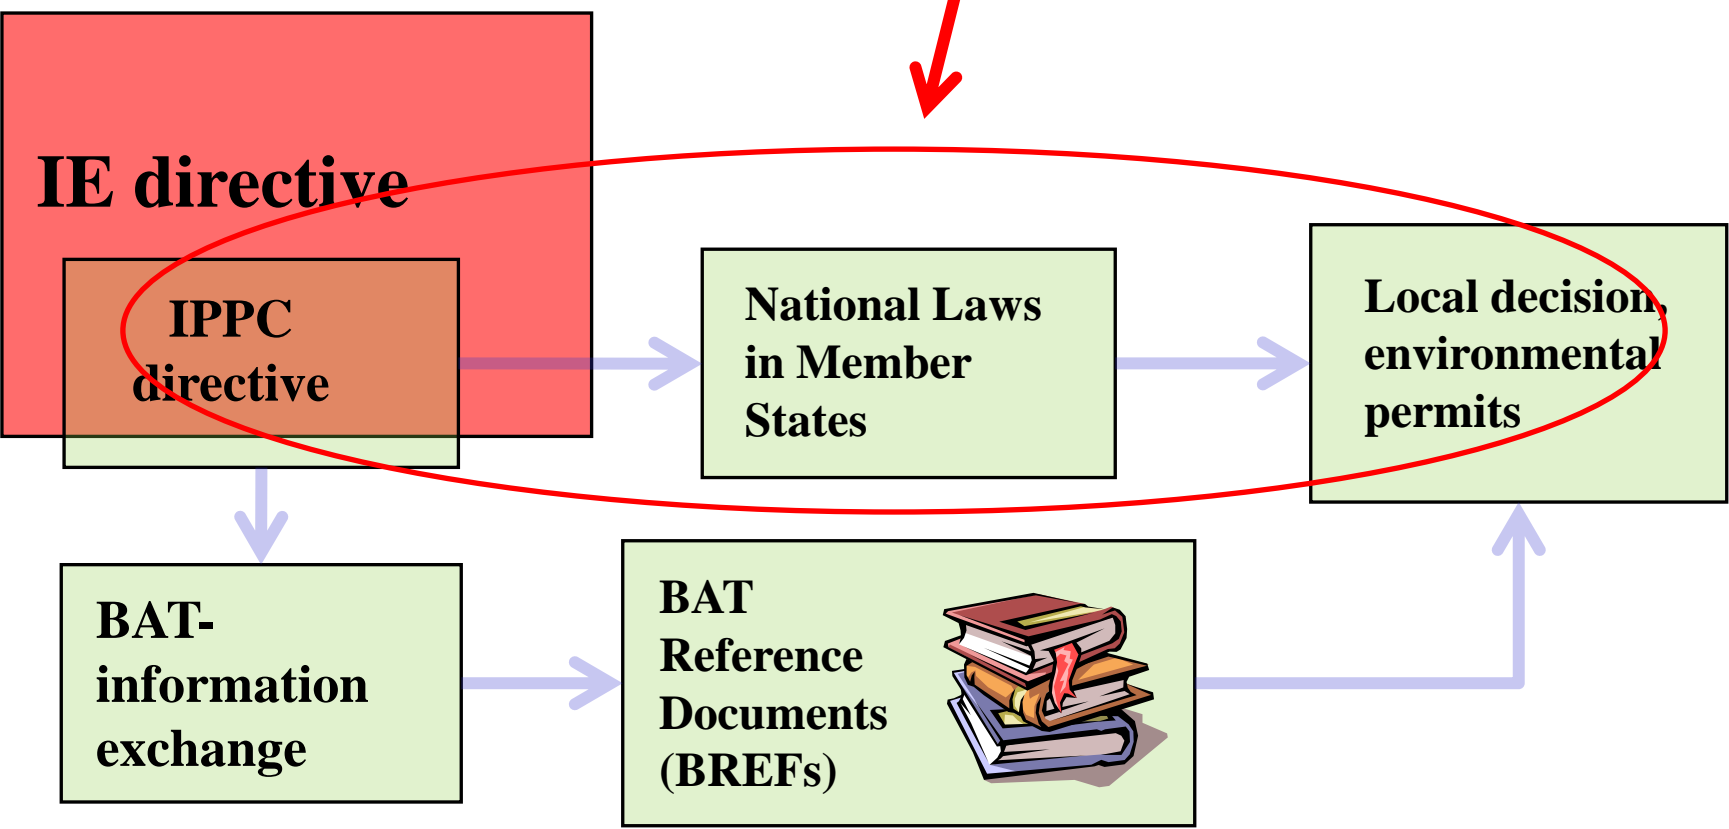 IE directive
IPPC
directive
National Laws
in Member
States
Local decision,
environmental
permits
BAT-
information
exchange
BAT
Reference
Documents
(BREFs)